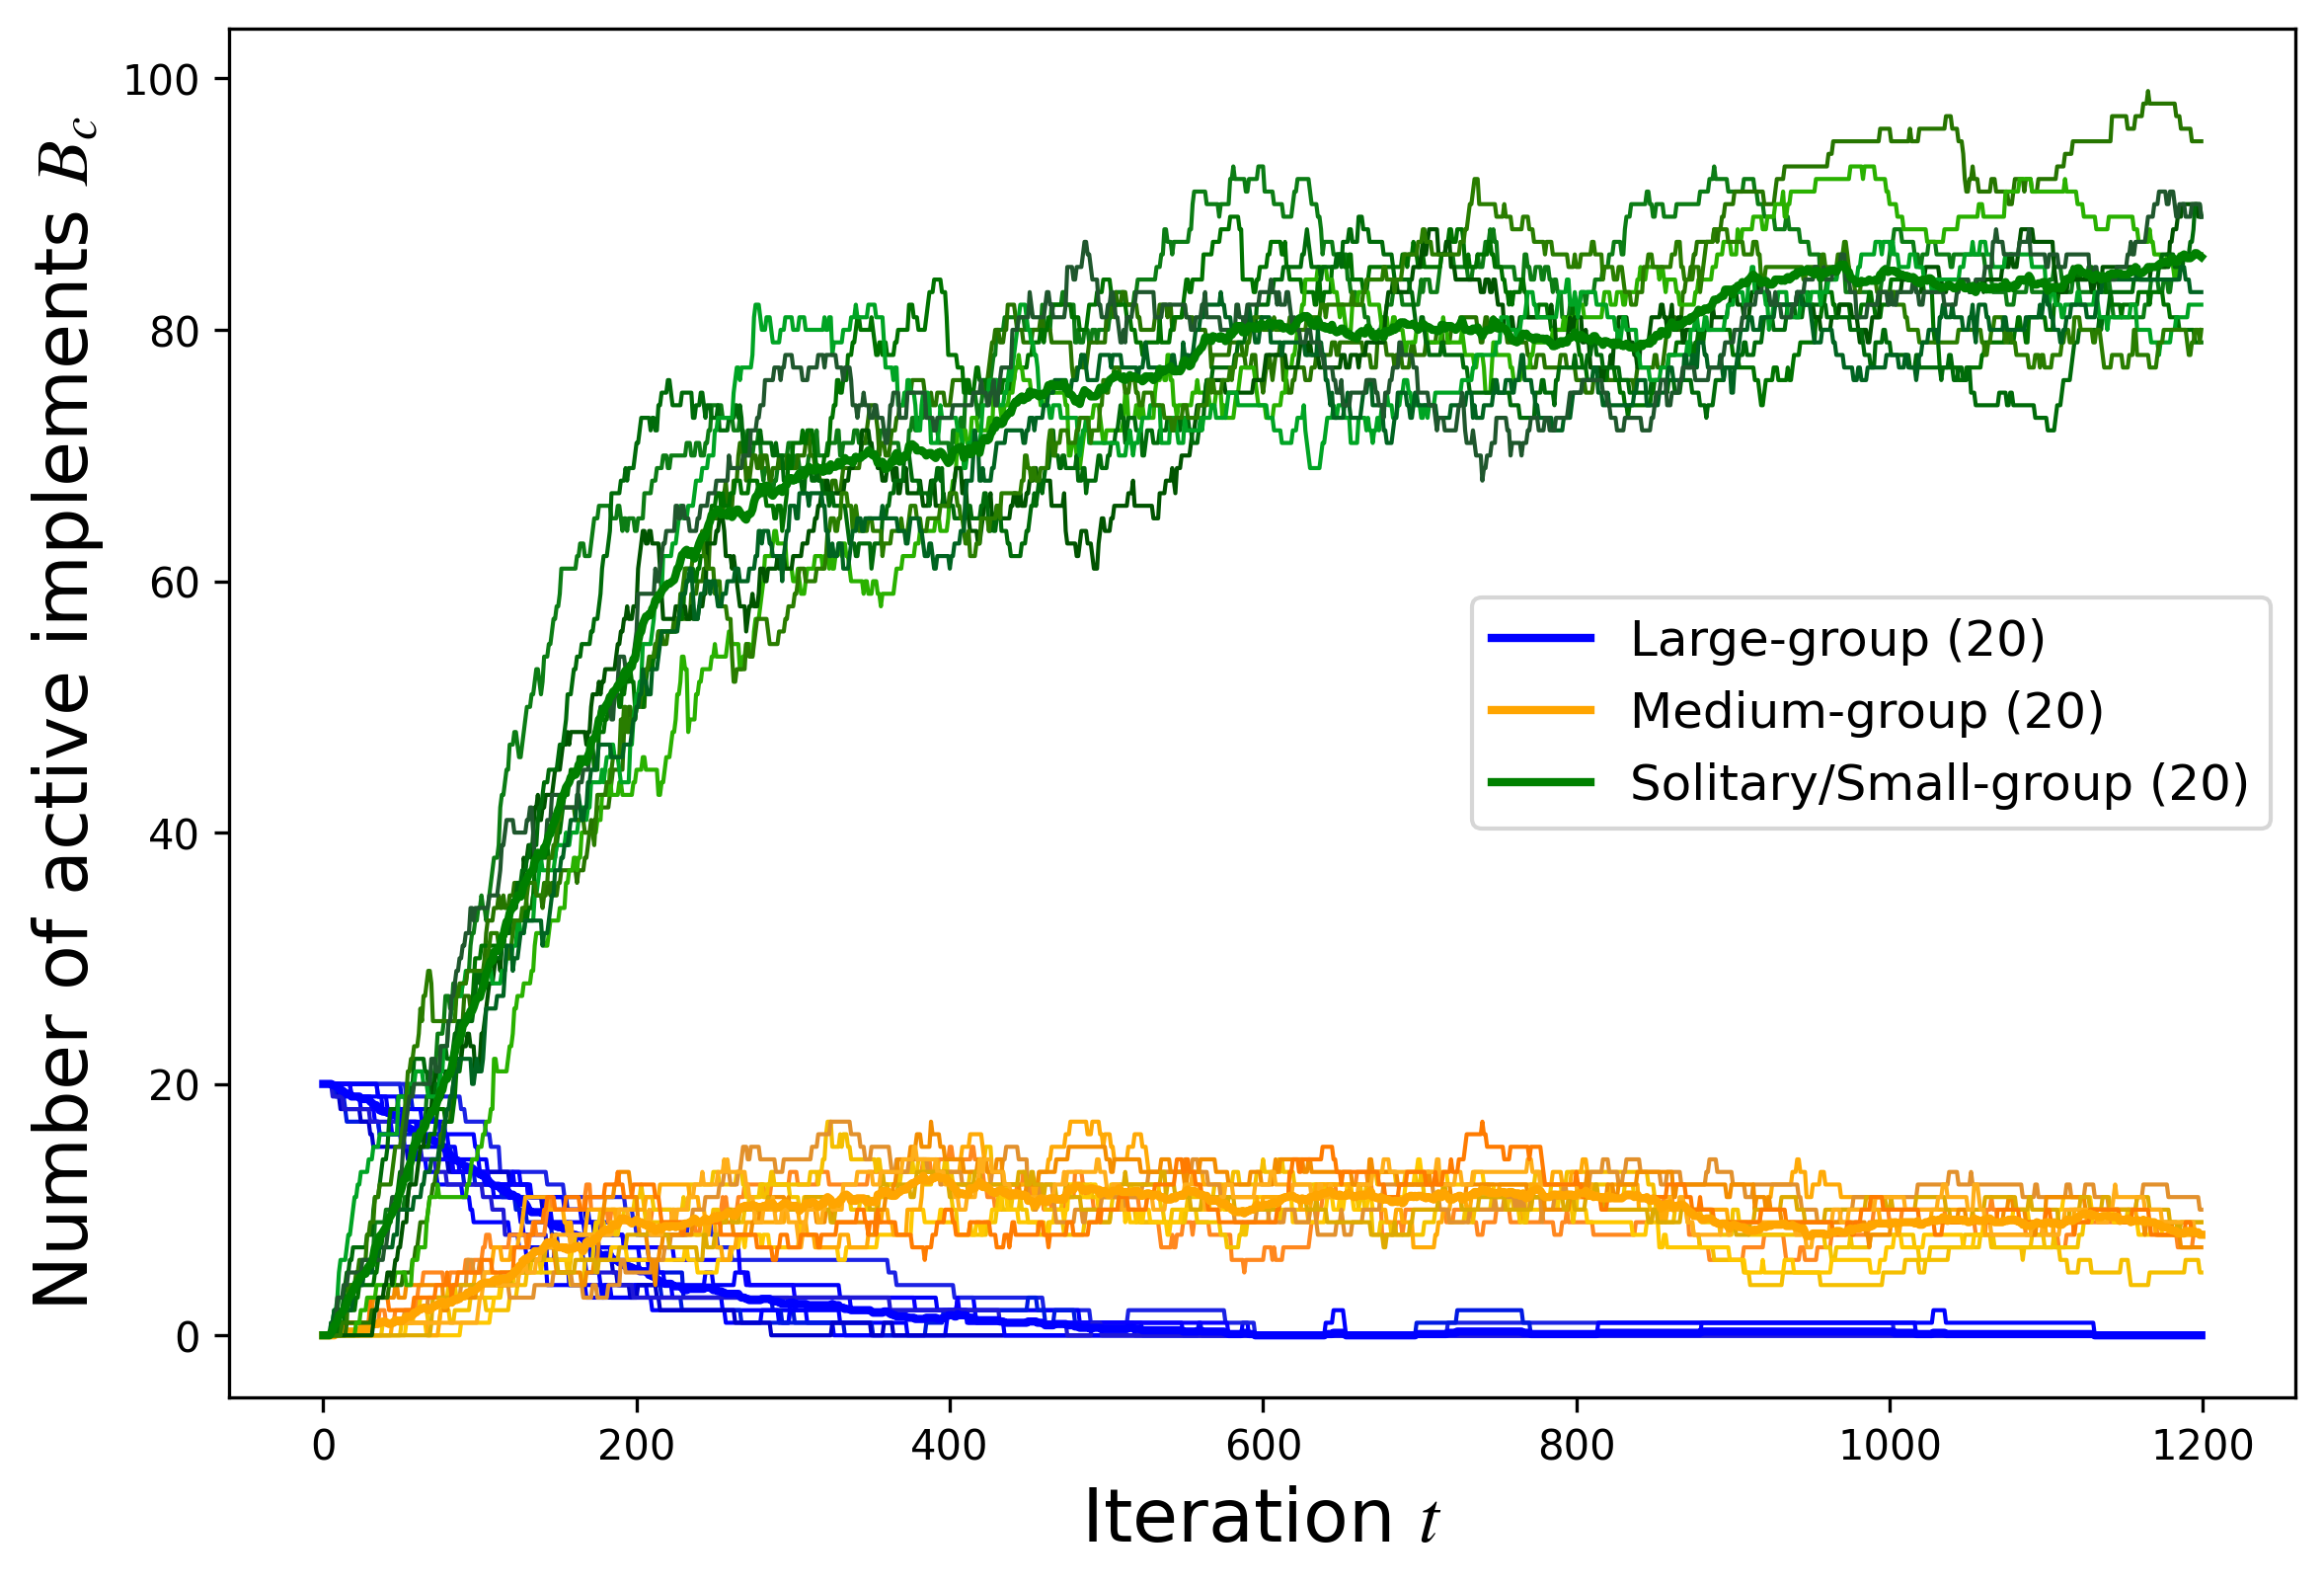 Number of active implements B_c
100
80
60
40
20
0
Large-group (20)
Medium-group (20)
Solitary/Small-group (20)
0 200 400 600 800 1000 1200
Iteration t